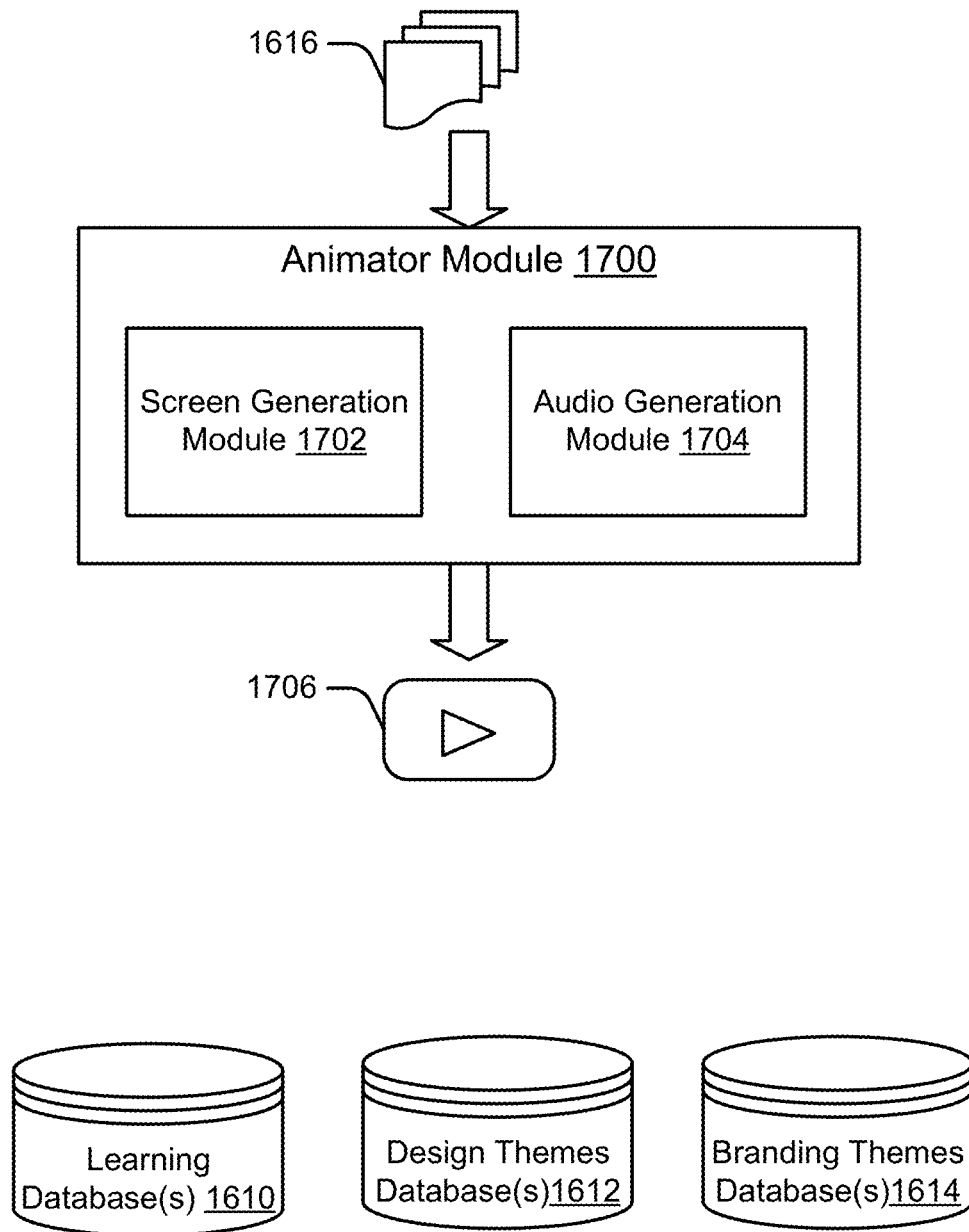 1616
Animator Module 1700
Screen Generation
Module 1702
Audio Generation
Module 1704
1706
Learning
Database(s) 1610
Design Themes
Database(s)1612
Branding Themes
Database(s)1614